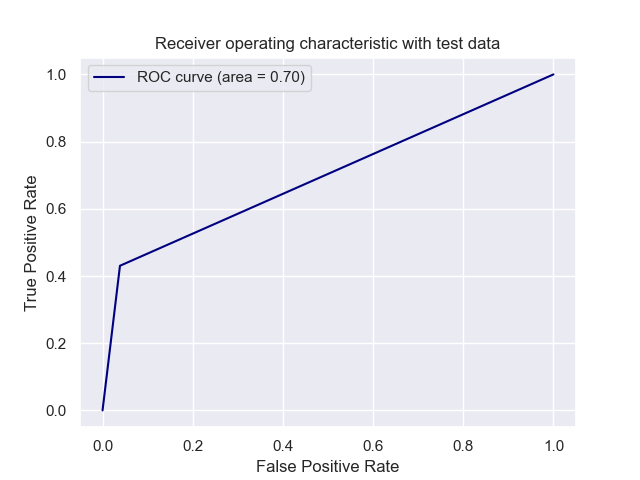 Receiver operating characteristic with test data
ROC curve (area = 0.70)
1.0
0.8
0.6
0.4
0.2
0.0
True Positive Rate
0.0 0.2 0.4 0.6 0.8 1.0
False Positive Rate